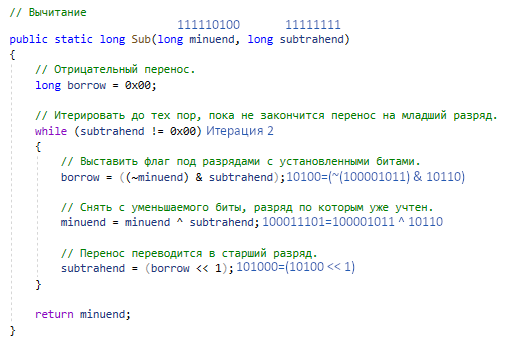 // Вычитание
111110100 11111111
public static long Sub(long minuend, long subtrahend)
{
// Отрицательный перенос.
long borrow = 0x00;
// Итерировать до тех пор, пока не закончится перенос на младший разряд.
while (subtrahend != 0x00) Итерация 2
{
// Выставить флаг под разрядами с установленными битами.
borrow = ((~minuend) & subtrahend);10100=(~(100001011) & 10110)
// Снять с уменьшаемого биты, разряд по которым уже учтен.
minuend = minuend ^ subtrahend;100011101=100001011 ^ 10110
// Перенос переводится в старший разряд.
subtrahend = (borrow << 1);101000=(10100 << 1)
}
return minuend;
}